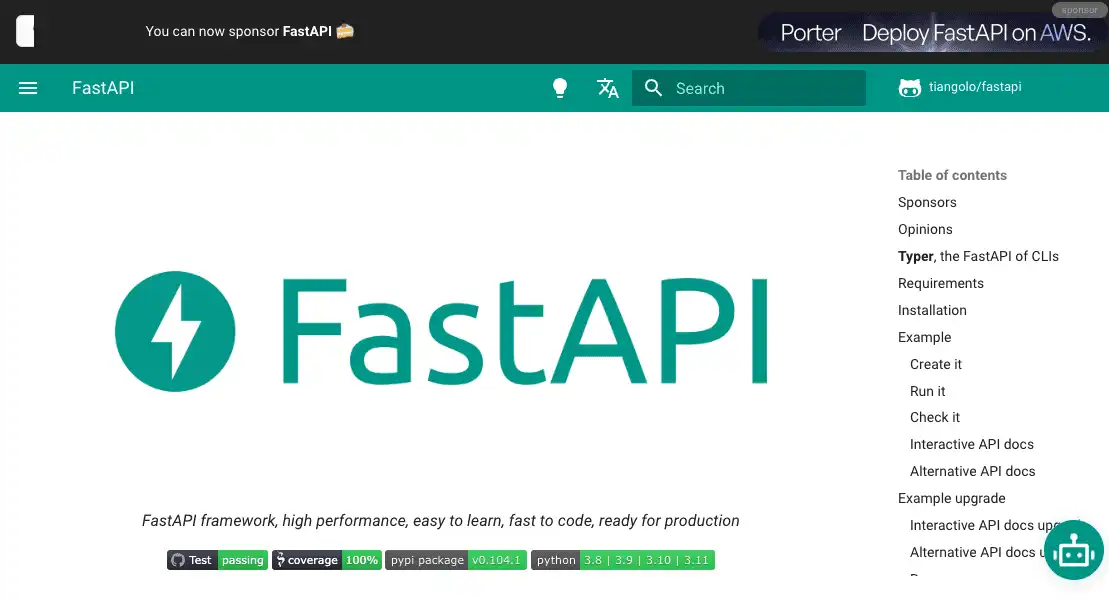 You can now sponsor FastAPI 🍰
sponsor
Porter Deploy FastAPI on AWS.
FastAPI
Search
tiangolo/fastapi
FastAPI
FastAPI framework, high performance, easy to learn, fast to code, ready for production
Test passing coverage 100% pypi package v0.104.1 python 3.8 | 3.9 | 3.10 | 3.11
Table of contents
Sponsors
Opinions
Typer, the FastAPI of CLIs
Requirements
Installation
Example
Create it
Run it
Check it
Interactive API docs
Alternative API docs
Example upgrade
Interactive API docs
Alternative API docs